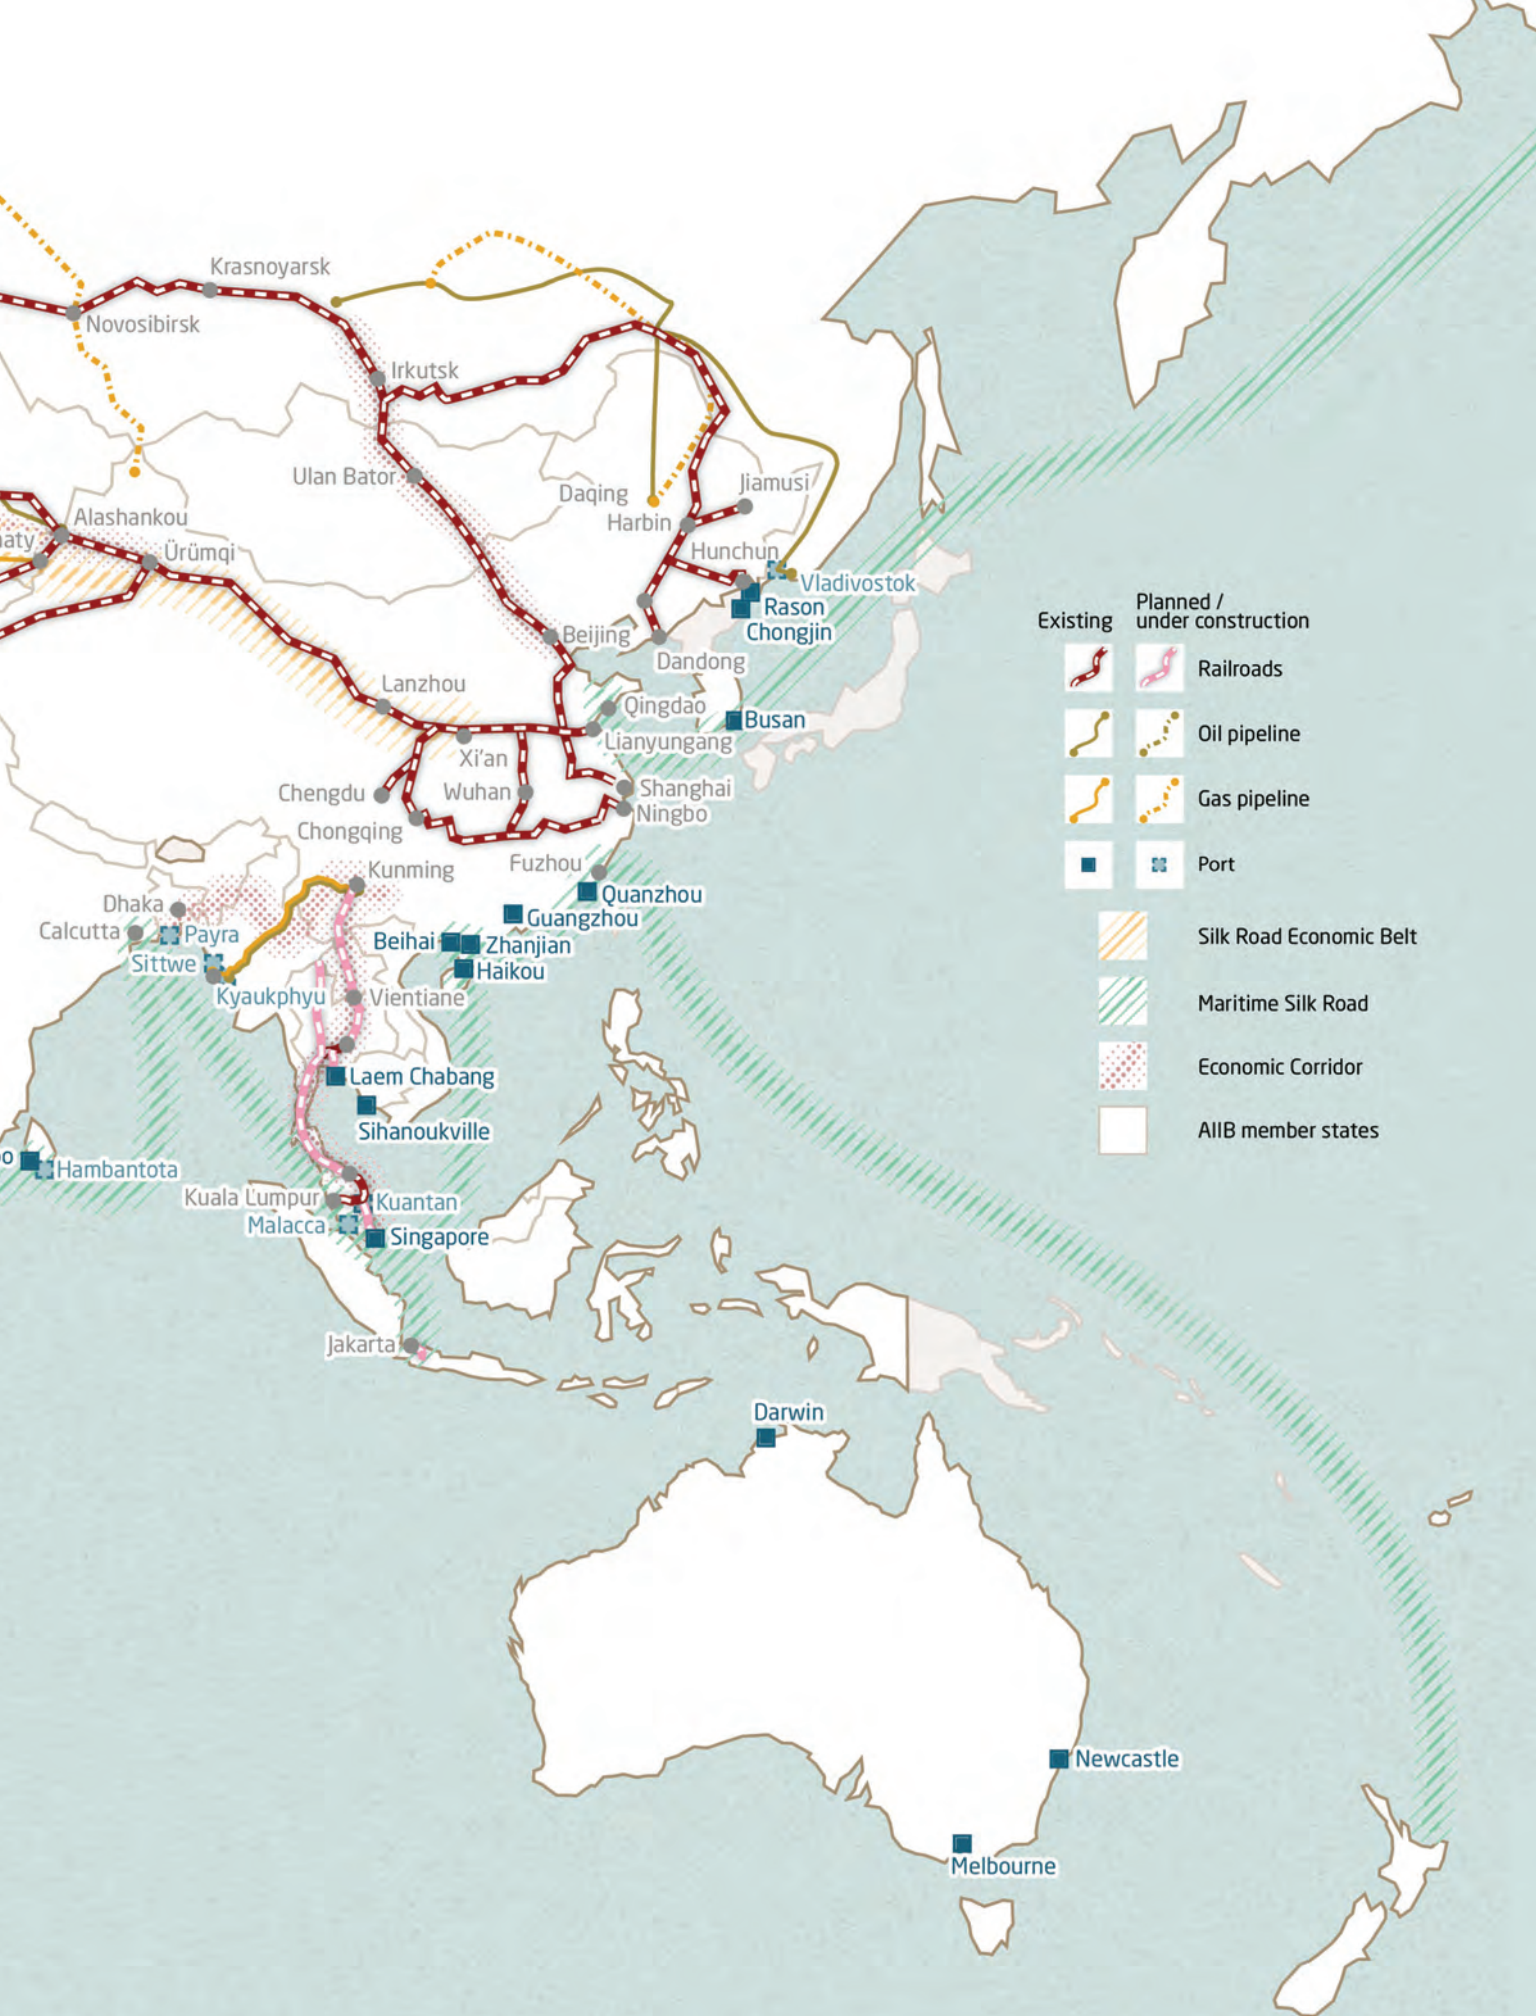 Krasnoyarsk
Novosibirsk
Irkutsk
Ulan Bator
Daqing
Jiamusi
Harbin
Alashankou
Ürümqi
Hunchun
Vladivostok
Rason
Chongjin
Beijing
Dandong
Lanzhou
Qingdao
Busan
Lianyungang
Xi'an
Chengdu
Wuhan
Shanghai
Ningbo
Chongqing
Fuzhou
Kunming
Quanzhou
Dhaka
Guangzhou
Calcutta
Payra
Beihai
Zhanjian
Sittwe
Haikou
Kyaukphyu
Vientiane
Laem Chabang
Sihanoukville
Hambantota
Kuala Lumpur
Kuantan
Malacca
Singapore
Jakarta
Darwin
Newcastle
Melbourne
Existing
Planned /
under construction
Railroads
Oil pipeline
Gas pipeline
Port
Silk Road Economic Belt
Maritime Silk Road
Economic Corridor
AIIB member states